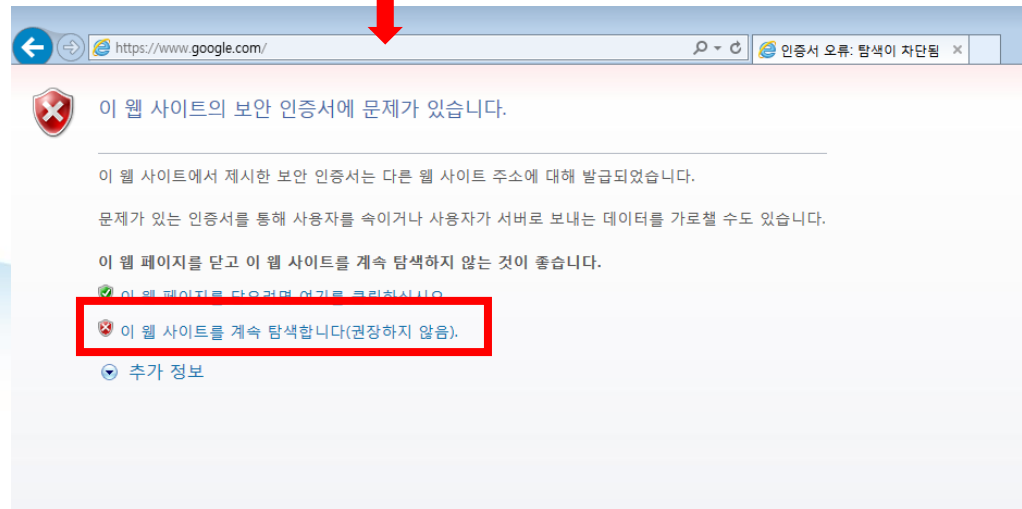 https://www.google.com/
인증서 오류: 탐색이 차단됨
이 웹 사이트의 보안 인증서에 문제가 있습니다.
이 웹 사이트에서 제시한 보안 인증서는 다른 웹 사이트 주소에 대해 발급되었습니다.
문제가 있는 인증서를 통해 사용자를 속이거나 사용자가 서버로 보내는 데이터를 가로챌 수도 있습니다.
이 웹 페이지를 닫고 이 웹 사이트를 계속 탐색하지 않는 것이 좋습니다.
이 웹 페이지를 닫으려면 여기를 클릭하십시오
이 웹 사이트를 계속 탐색합니다(권장하지 않음).
추가 정보